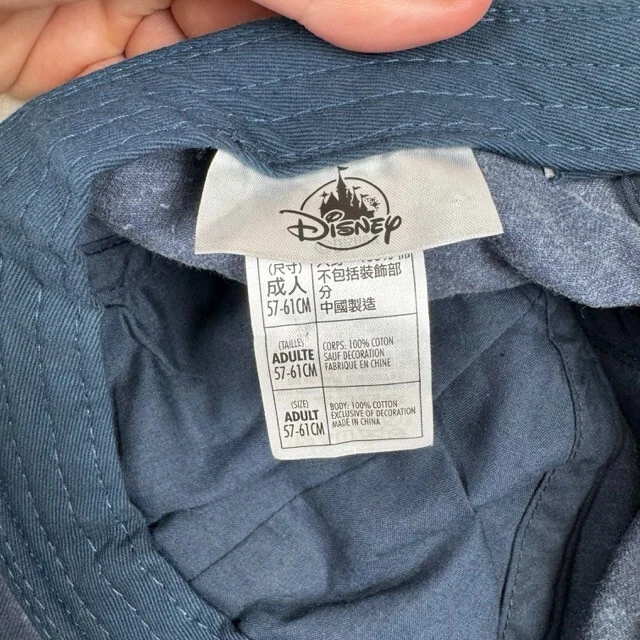 DISNEY
(尺寸)
成人
57-61CM
不包括裝飾部
分
中國製造
(TAILLE)
ADULTE
57-61CM
CORPS: 100% COTON
SAUF DECORATION
FABRIQUE EN CHINE
(SIZE)
ADULT
57-61CM
BODY: 100% COTTON
EXCLUSIVE OF DECORATION
MADE IN CHINA